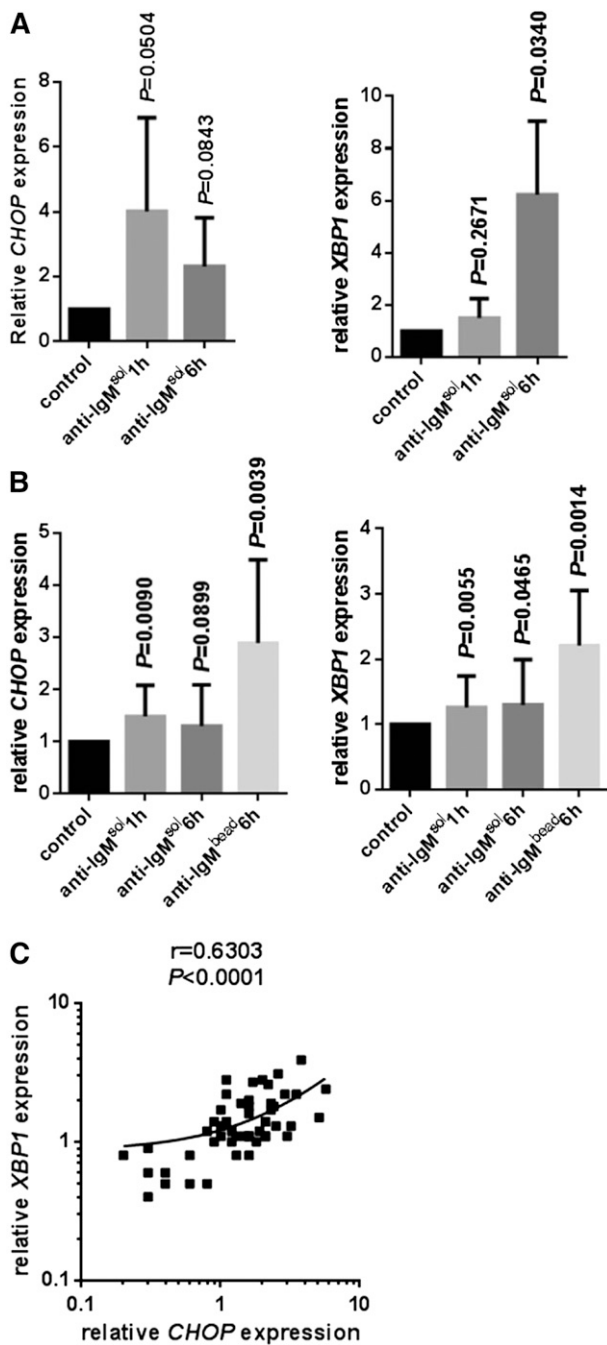 A
Relative CHOP expression
8
6
4
2
0
P=0.0504
P=0.0843
control
anti-IgMsol 1h
anti-IgMsol 6h
relative XBP1 expression
10
8
6
4
2
0
P=0.2671
P=0.0340
control
anti-IgMsol 1h
anti-IgMsol 6h
B
relative CHOP expression
5
4
3
2
1
0
P=0.0090
P=0.0899
P=0.0039
control
anti-IgMsol 1h
anti-IgMsol 6h
anti-IgMbead 6h
relative XBP1 expression
4
3
2
1
0
P=0.0055
P=0.0465
P=0.0014
control
anti-IgMsol 1h
anti-IgMsol 6h
anti-IgMbead 6h
C
r=0.6303
P<0.0001
relative XBP1 expression
10
1
0.1
0.1
1
10
relative CHOP expression